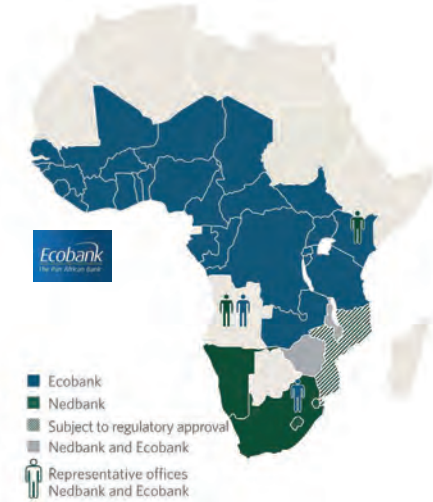 Ecobank
The Pan African Bank
Ecobank
Nedbank
Subject to regulatory approval
Nedbank and Ecobank
Representative offices
Nedbank and Ecobank